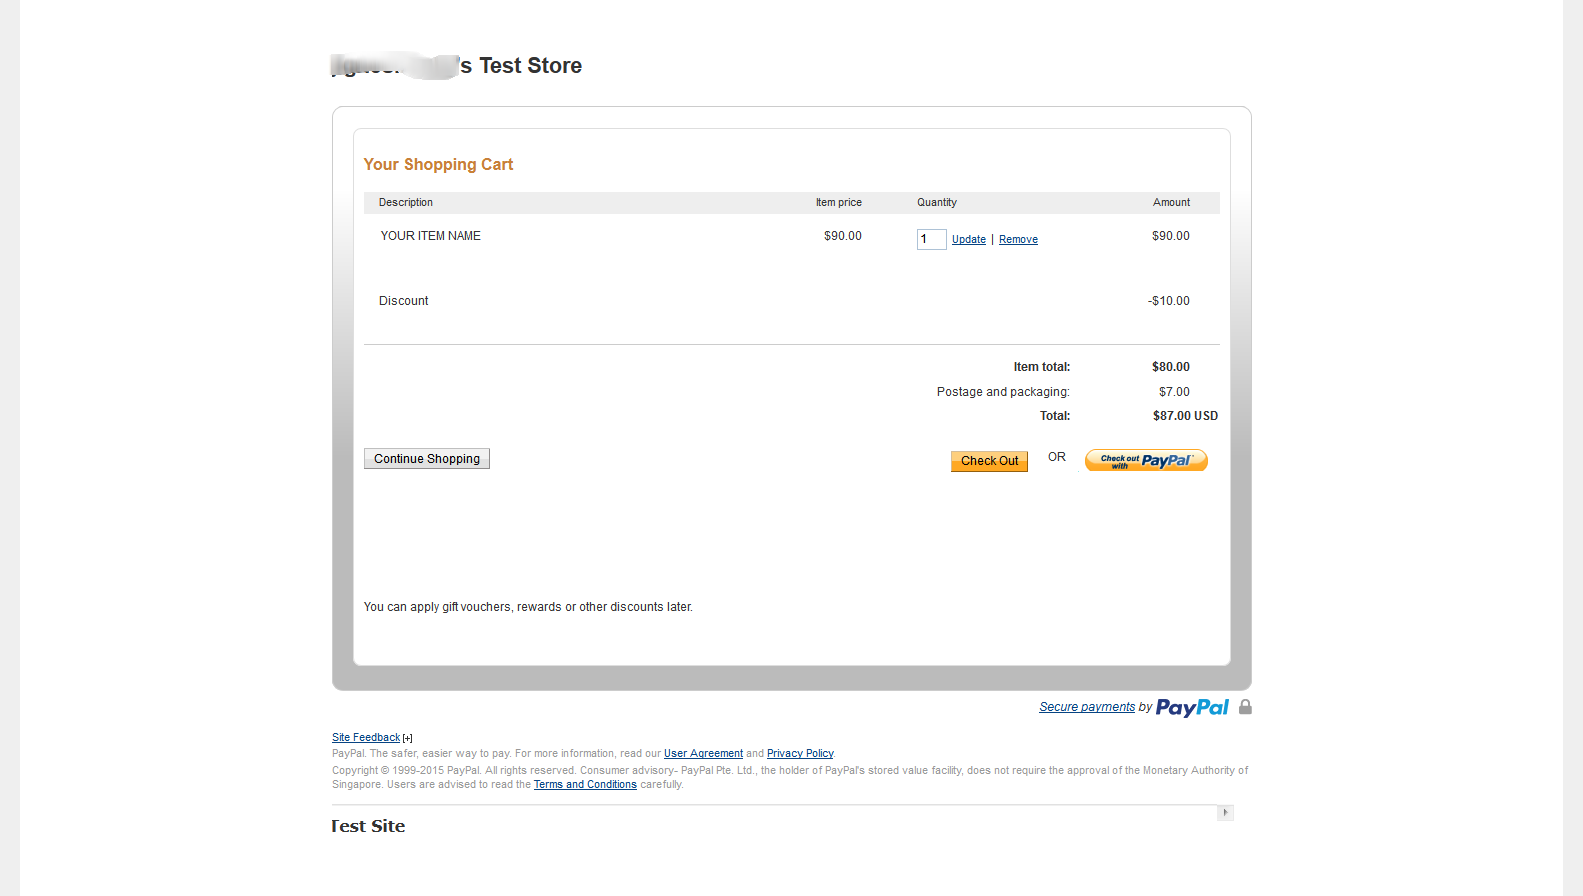 's Test Store
Your Shopping Cart
Description Item price Quantity Amount
YOUR ITEM NAME $90.00 1 Update | Remove $90.00
Discount -$10.00
Item total: $80.00
Postage and packaging: $7.00
Total: $87.00 USD
Continue Shopping Check Out OR Check out with PayPal
You can apply gift vouchers, rewards or other discounts later.
Secure payments by PayPal
Site Feedback [+]
PayPal. The safer, easier way to pay. For more information, read our User Agreement and Privacy Policy.
Copyright © 1999-2015 PayPal. All rights reserved. Consumer advisory- PayPal Pte. Ltd., the holder of PayPal's stored value facility, does not require the approval of the Monetary Authority of
Singapore. Users are advised to read the Terms and Conditions carefully.
Test Site